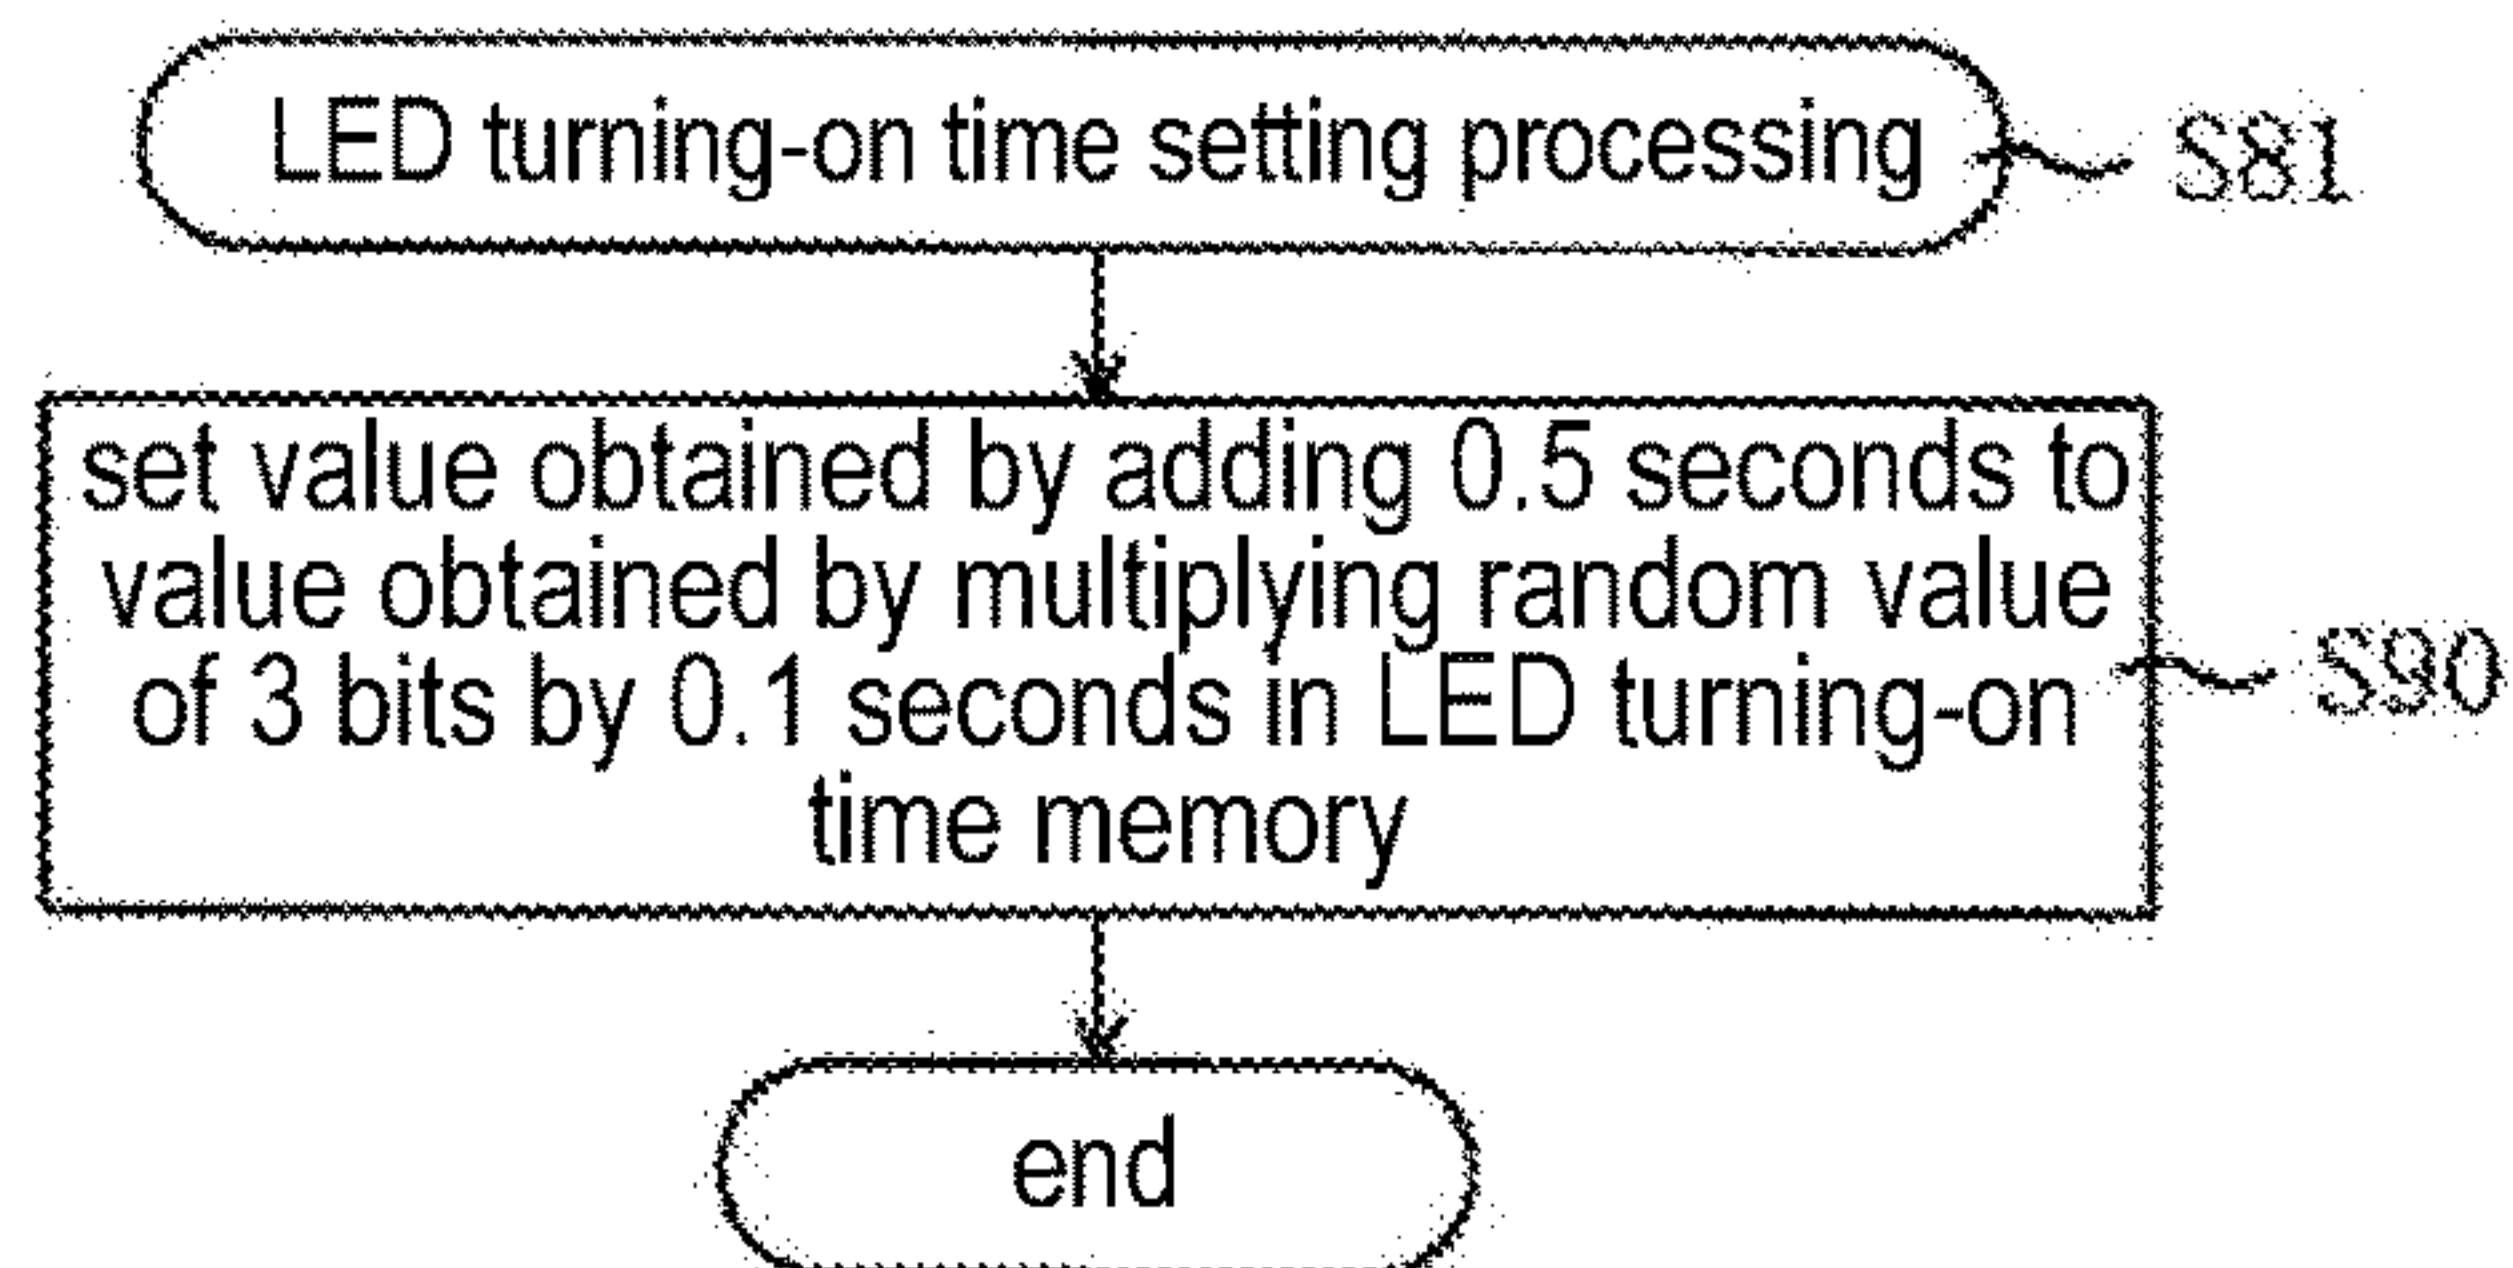 LED turning-on time setting processing
S81
set value obtained by adding 0.5 seconds to
value obtained by multiplying random value
of 3 bits by 0.1 seconds in LED turning-on
time memory
S90
end